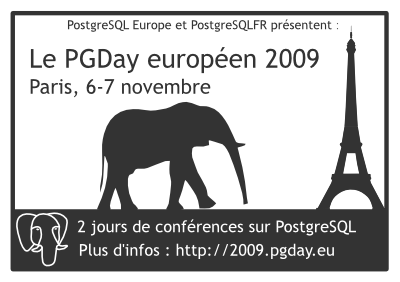 PostgreSQL Europe et PostgreSQLFR présentent :
Le PGDay européen 2009
Paris, 6-7 novembre
2 jours de conférences sur PostgreSQL
Plus d'infos : http://2009.pgday.eu